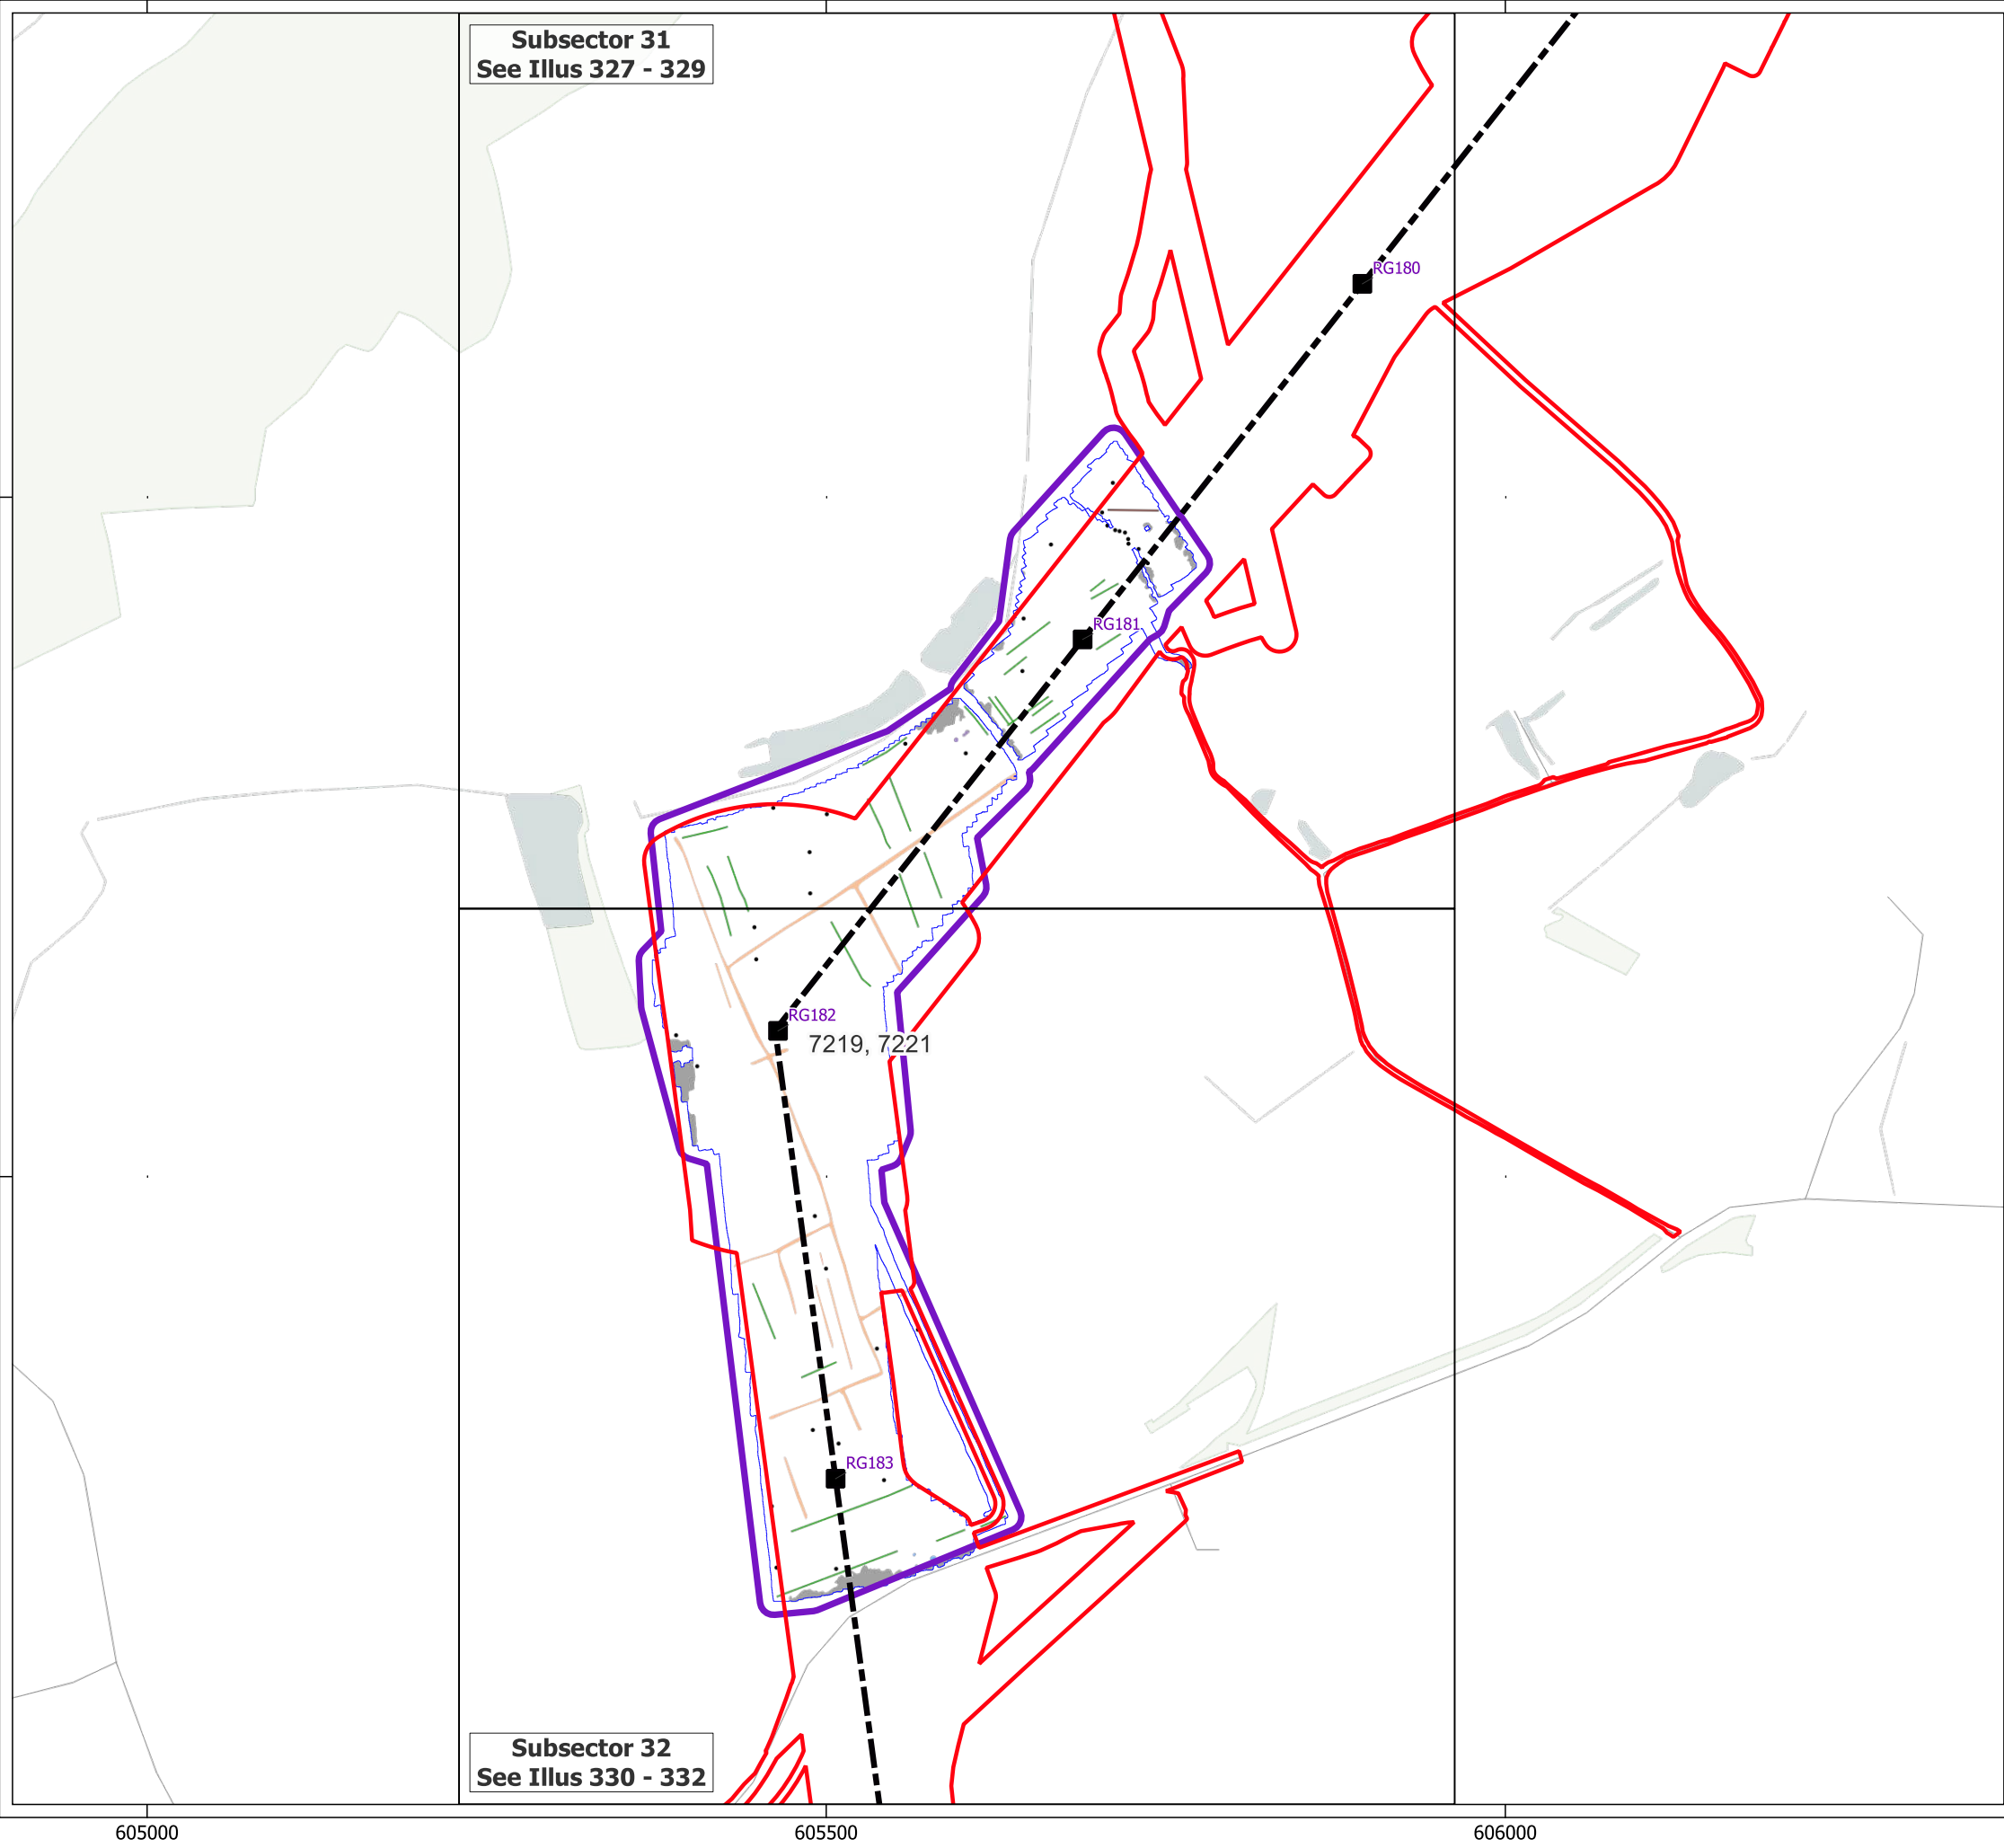 Subsector 31
See Illus 327 - 329
RG180
RG181
RG182
7219, 7221
RG183
Subsector 32
See Illus 330 - 332
605000
605500
606000